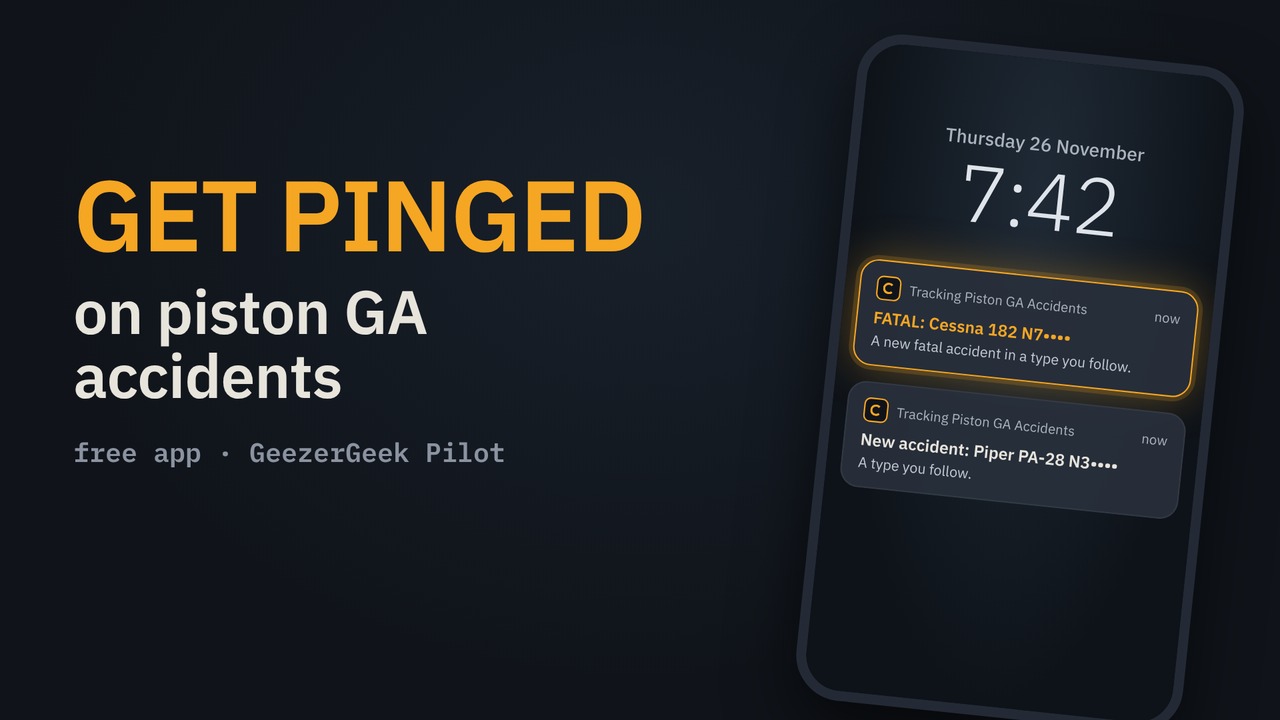 GET PINGED
on piston GA
accidents
free app · GeezerGeek Pilot
Thursday 26 November
7:42
C Tracking Piston GA Accidents now
FATAL: Cessna 182 N7••••
A new fatal accident in a type you follow.
C Tracking Piston GA Accidents now
New accident: Piper PA-28 N3••••
A type you follow.